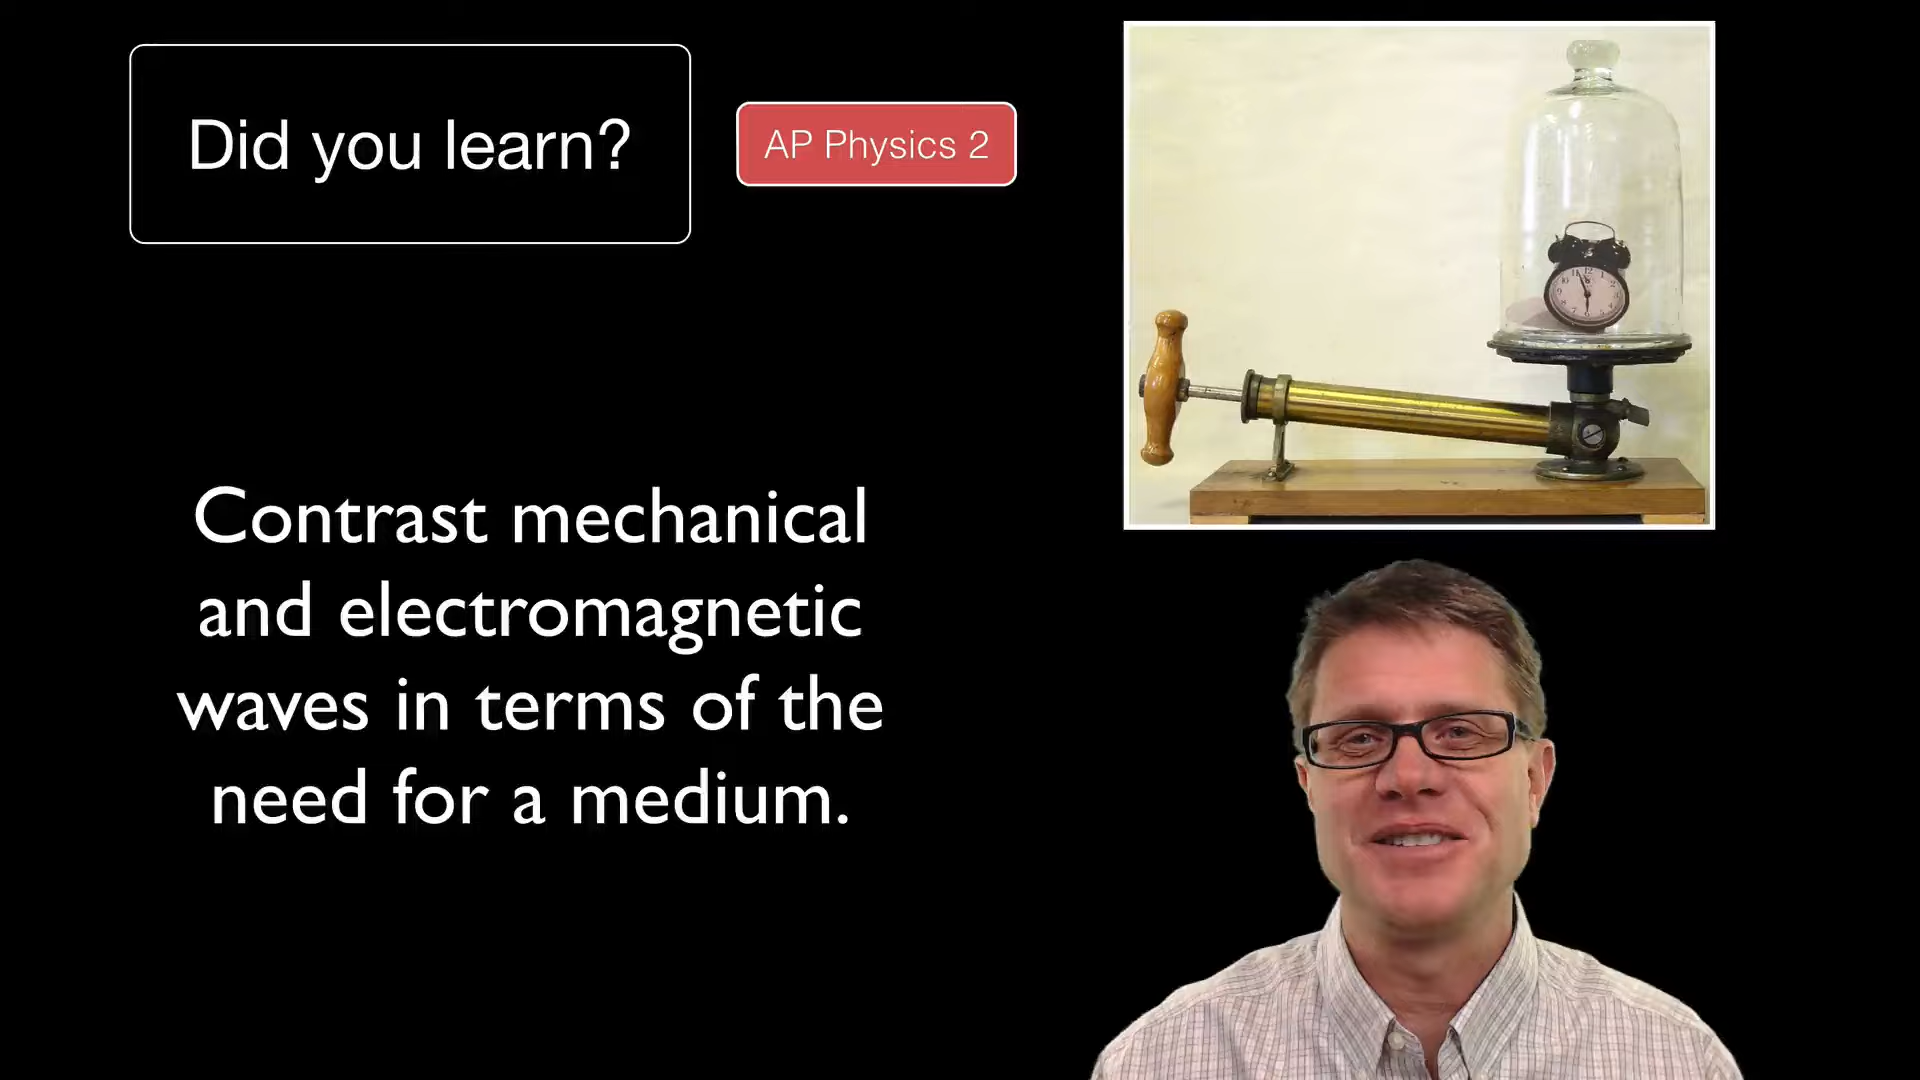 Did you learn?
AP Physics 2
Contrast mechanical
and electromagnetic
waves in terms of the
need for a medium.